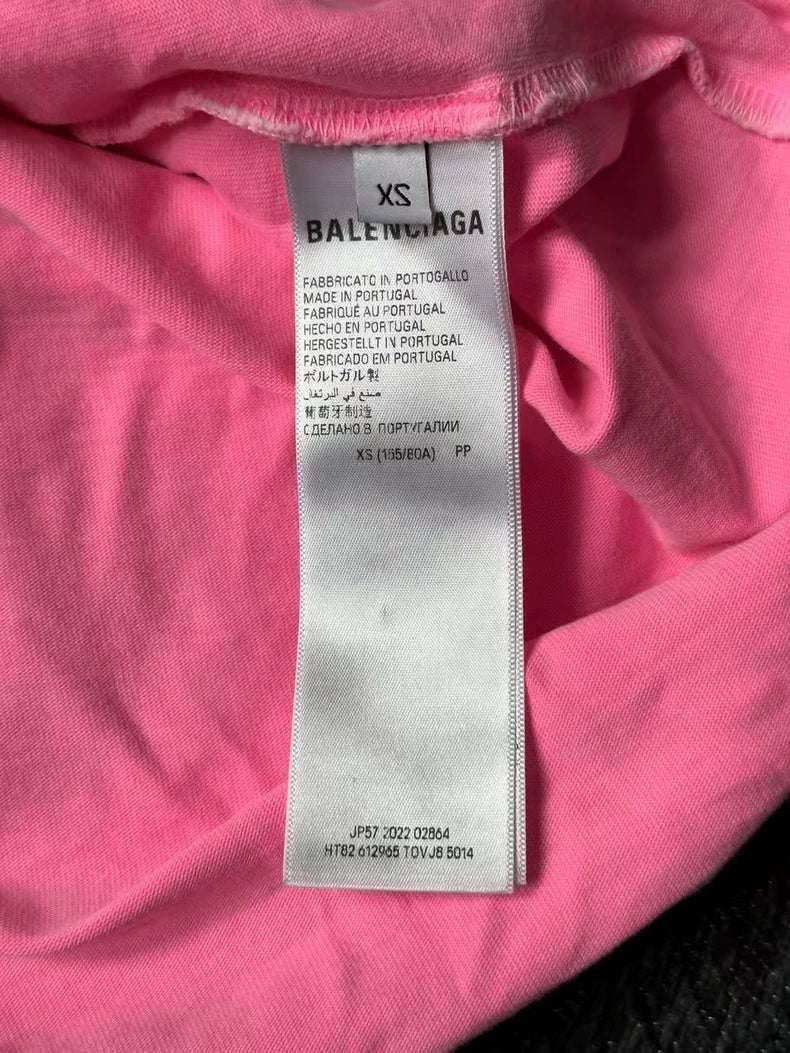 XS
BALENCIAGA
FABBRICATO IN PORTOGALLO
MADE IN PORTUGAL
FABRIQUÉ AU PORTUGAL
HECHO EN PORTUGAL
HERGESTELLT IN PORTUGAL
FABRICADO EM PORTUGAL
ポルトガル製
صنع في البرتغال
葡萄牙制造
СДЕЛАНО В ПОРТУГАЛИИ
XS (155/80A) PP
JP57 2022 02864
HT82 612965 TOVJ8 5014